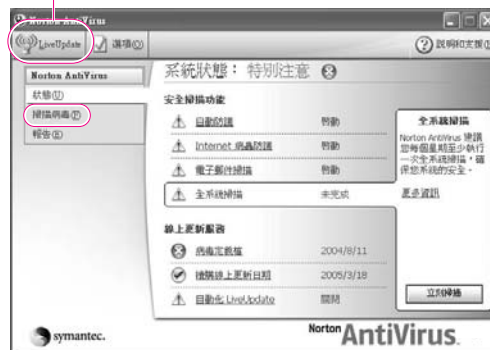 Norton AntiVirus
LiveUpdate 選項(O) 說明和支援(
Norton AntiVirus
狀態(U)
掃描病毒(F)
報告(E)
系統狀態： 特別注意
安全掃描功能
自動防護 啟動
Internet 病蟲防護 啟動
電子郵件掃描 啟動
全系統掃描 未完成
線上更新服務
病毒定義檔 2004/8/11
續購線上更新日期 2005/3/18
自動化 LiveUpdate 關閉
全系統掃描
Norton AntiVirus 建議
您每個星期至少執行
一次全系統掃描，確
保您系統的安全。
更多資訊
立刻掃描
symantec.
Norton AntiVirus